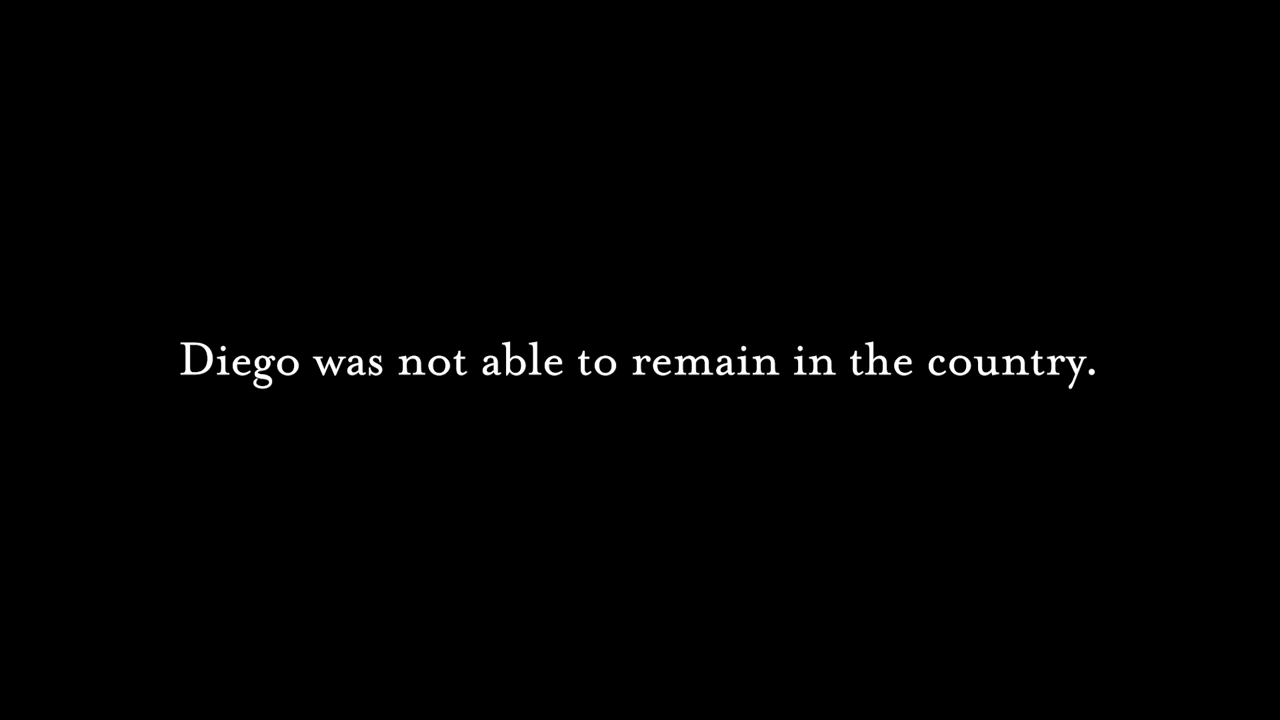 Diego was not able to remain in the country.